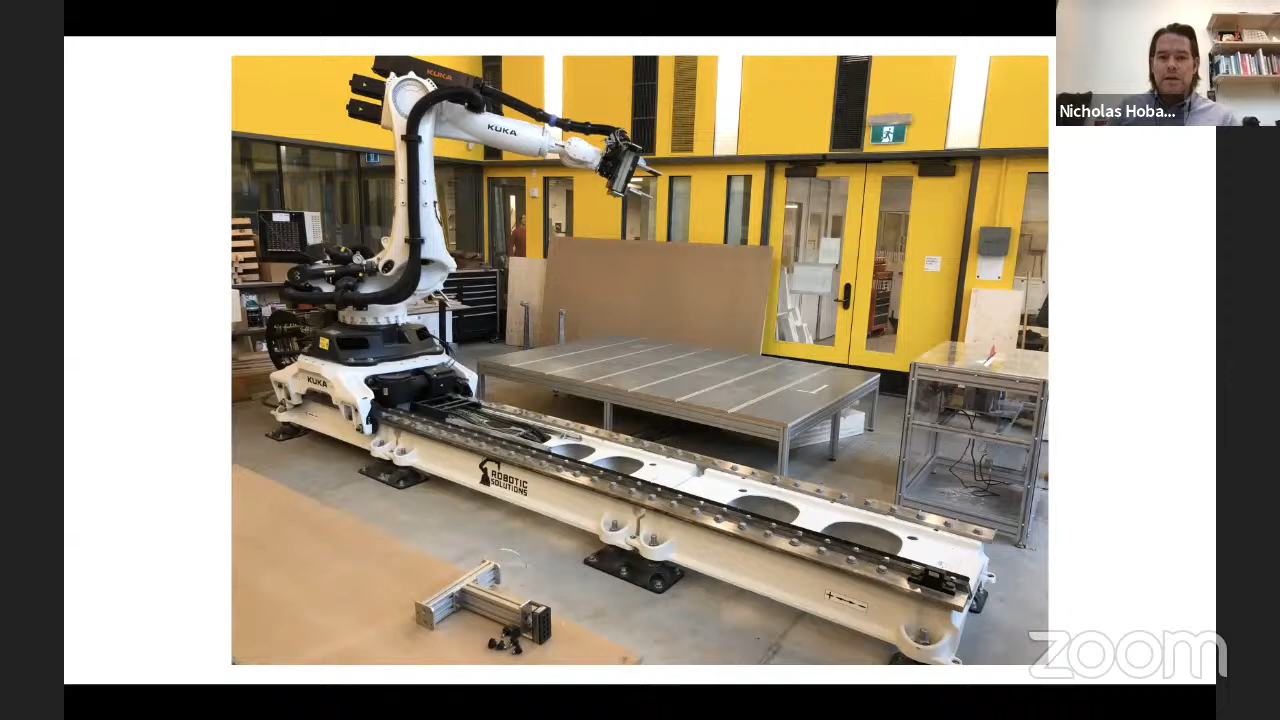 KUKA
KUKA
KUKA
ROBOTIC
SOLUTIONS
Nicholas Hoba...
zoom